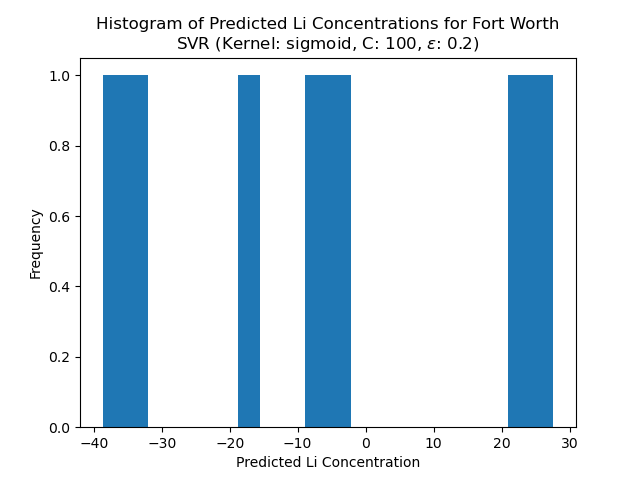 Histogram of Predicted Li Concentrations for Fort Worth
SVR (Kernel: sigmoid, C: 100, ε: 0.2)
1.0
0.8
0.6
0.4
0.2
0.0
Frequency
−40 −30 −20 −10 0 10 20 30
Predicted Li Concentration